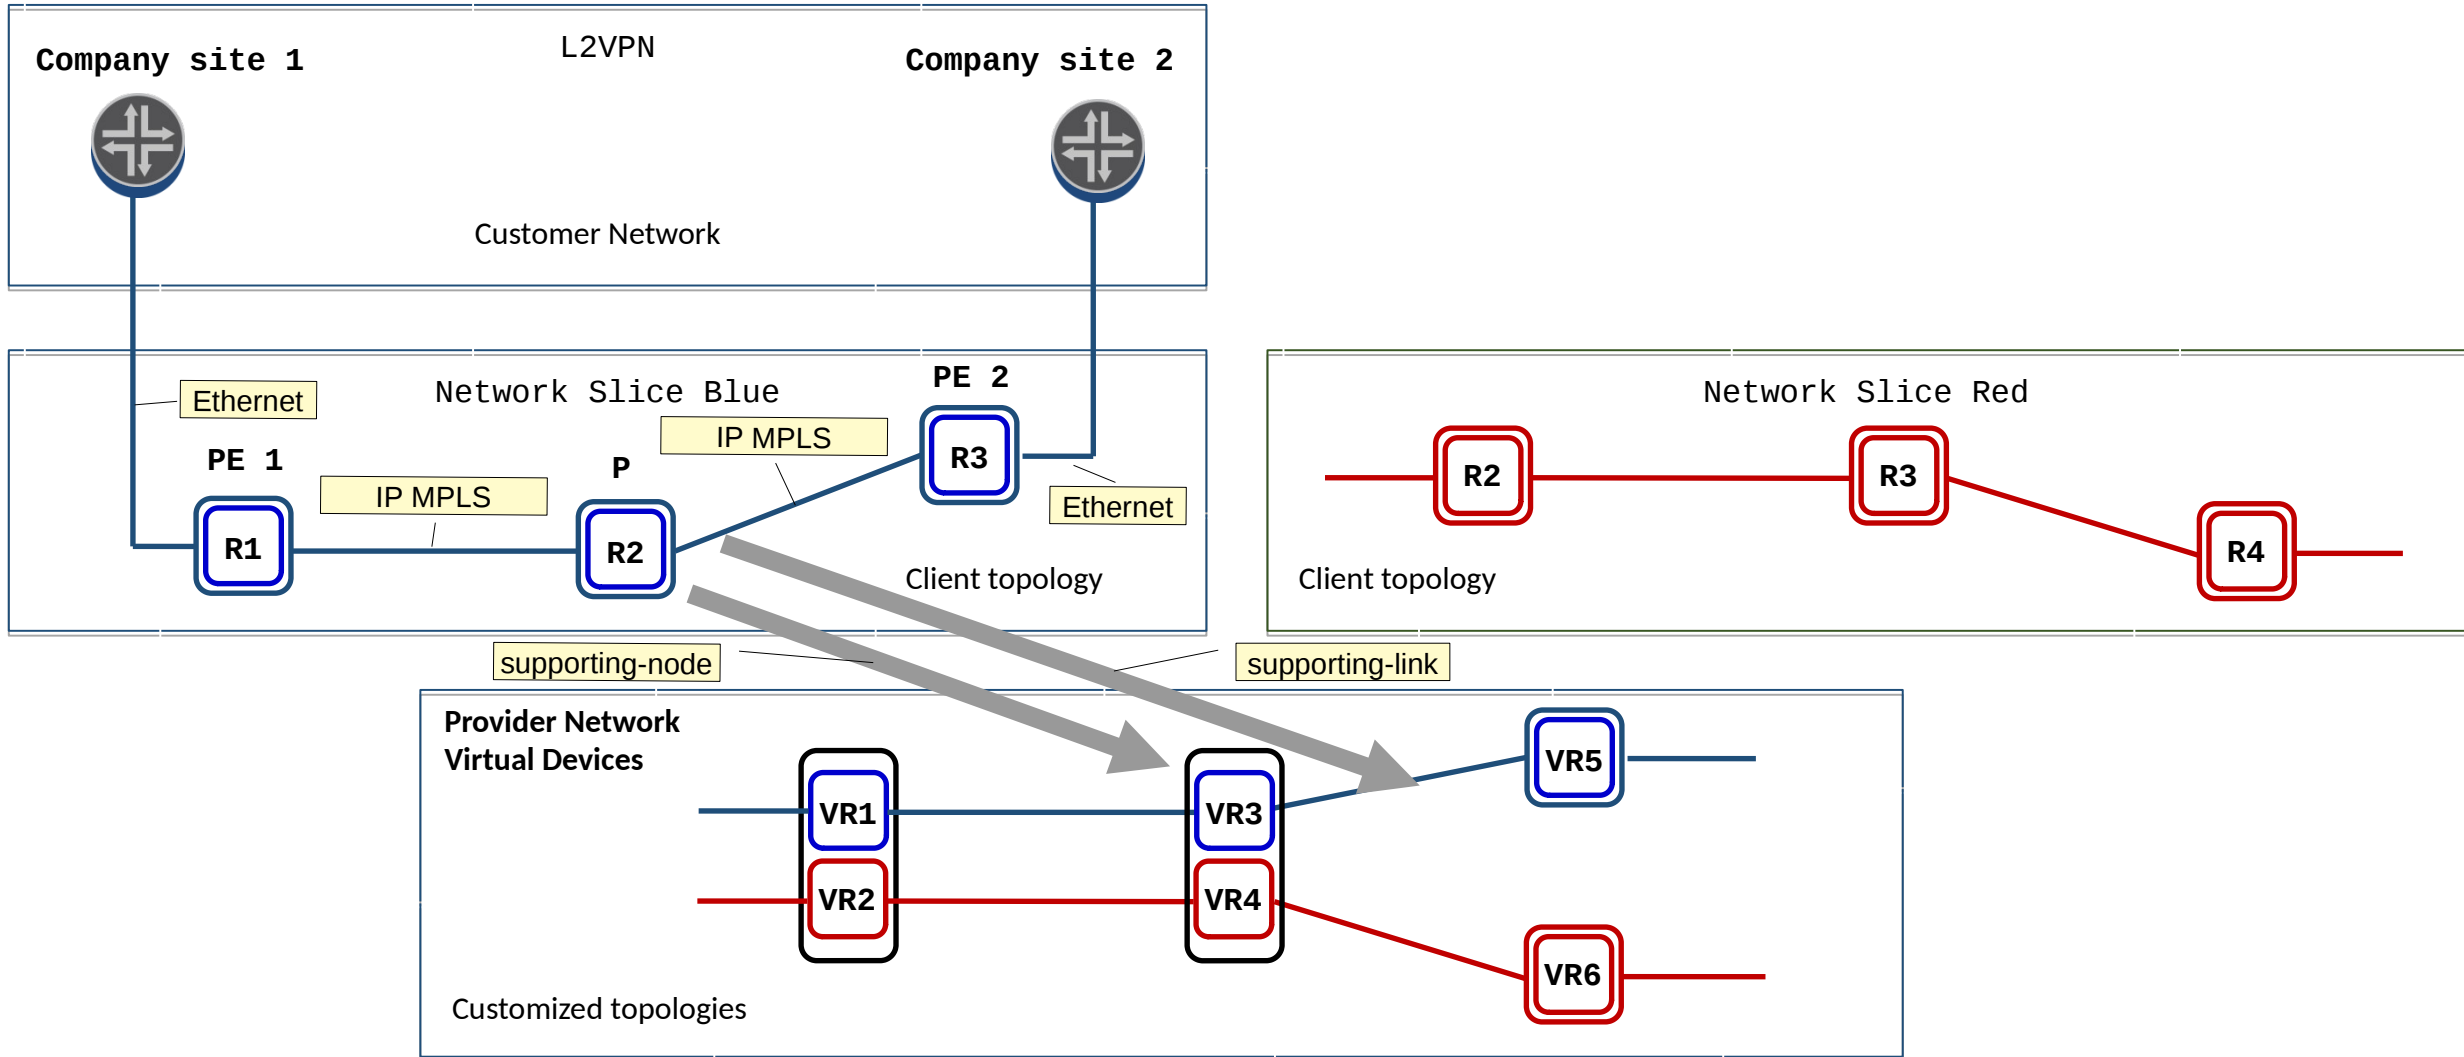 L2VPN
Company site 1
Company site 2
Customer Network
Network Slice Blue
PE 2
Ethernet
IP MPLS
R3
PE 1
P
IP MPLS
Ethernet
R1
R2
Client topology
Network Slice Red
R2
R3
R4
Client topology
supporting-node
supporting-link
Provider Network
Virtual Devices
VR5
VR1
VR3
VR2
VR4
VR6
Customized topologies